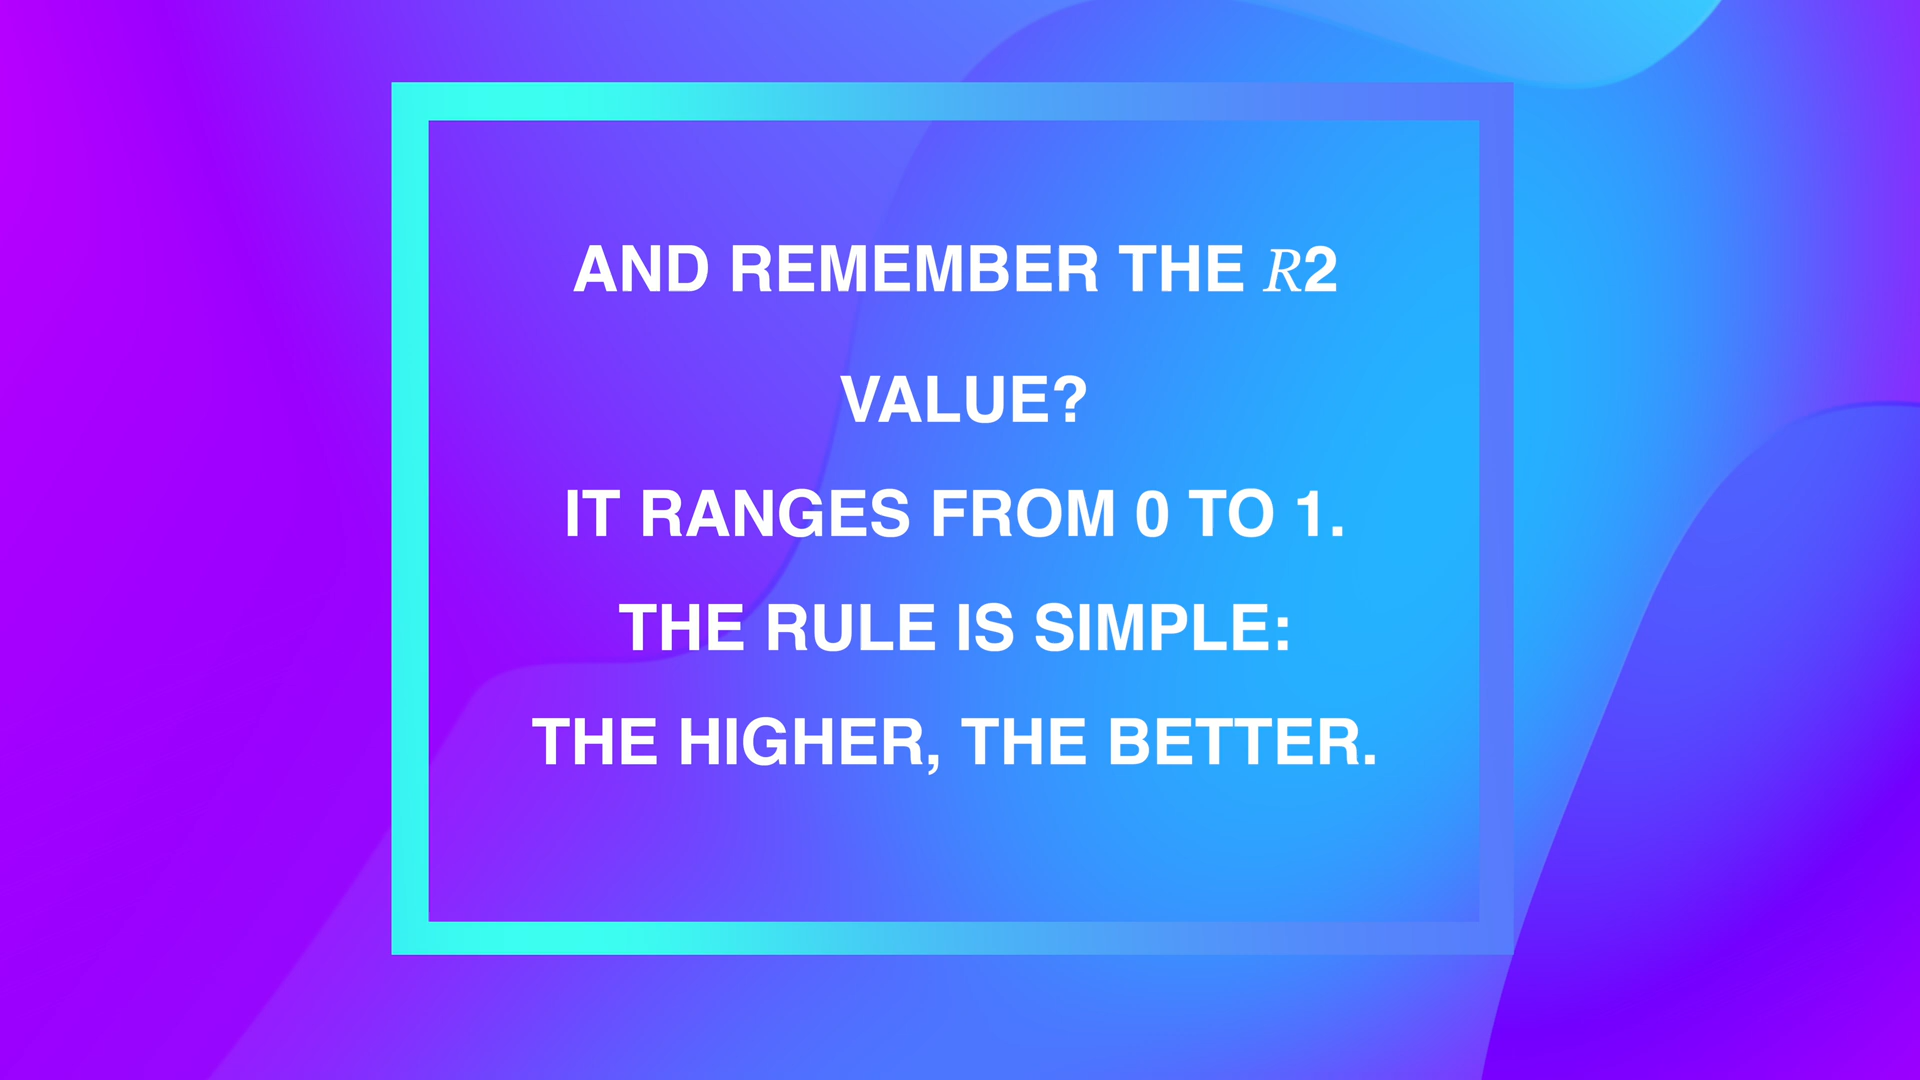 AND REMEMBER THE R2
VALUE?
IT RANGES FROM 0 TO 1.
THE RULE IS SIMPLE:
THE HIGHER, THE BETTER.